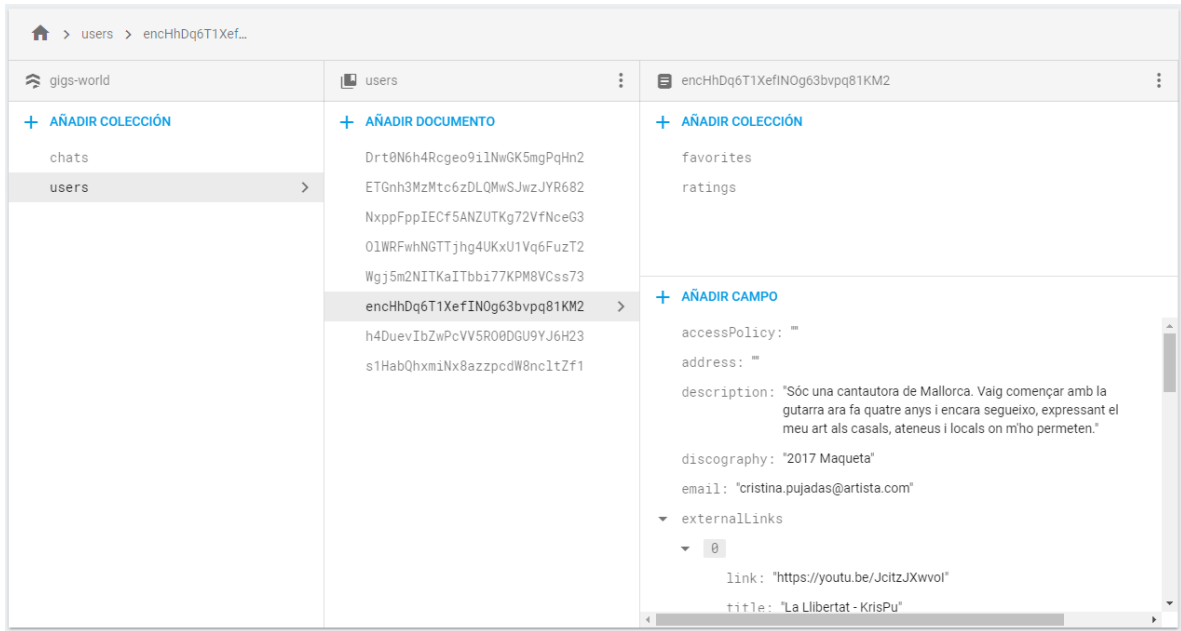 users encHhDq6T1Xef…
gigs-world
users
encHhDq6T1XefINOg63bvpq81KM2
AÑADIR COLECCIÓN
chats
users
AÑADIR DOCUMENTO
Drt0N6h4Rcgeo9ilNwGK5mgPqHn2
ETGnh3MzMtc6zDLQMwSJwzJYR682
NxppFppIECf5ANZUTKg72VfNceG3
OlWRFwhNGTTjhg4UKxU1Vq6FuzT2
Wgj5m2NITKaITbbi77KPM8VCss73
encHhDq6T1XefINOg63bvpq81KM2
h4DuevIbZwPcVV5RO0DGU9YJ6H23
s1HabQhxmiNx8azzpcdW8ncltZf1
AÑADIR COLECCIÓN
favorites
ratings
AÑADIR CAMPO
accessPolicy: ""
address: ""
description: "Sóc una cantautora de Mallorca. Vaig començar amb la
gutarra ara fa quatre anys i encara segueixo, expressant el
meu art als casals, ateneus i locals on m'ho permeten."
discography: "2017 Maqueta"
email: "cristina.pujadas@artista.com"
externalLinks
0
link: "https://youtu.be/JcitzJXwvoI"
title: "La Llibertat - KrisPu"